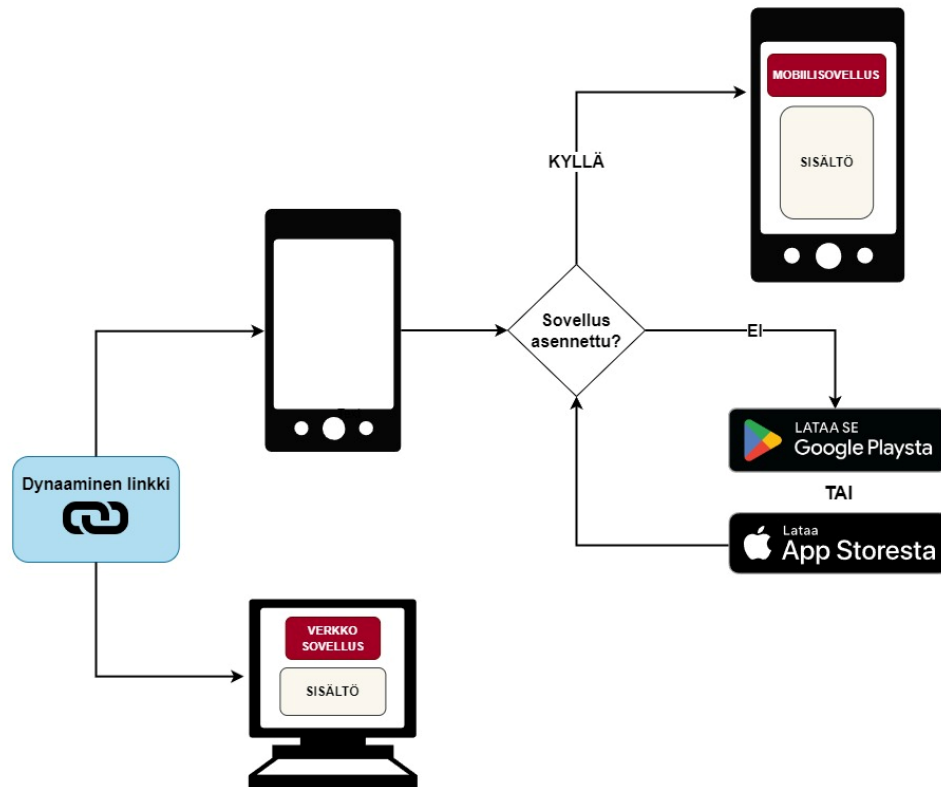 MOBIILISOVELLUS
SISÄLTÖ
KYLLÄ
Sovellus
asennettu?
EI
LATAA SE
Google Playsta
TAI
Lataa
App Storesta
Dynaaminen linkki
VERKKO
SOVELLUS
SISÄLTÖ